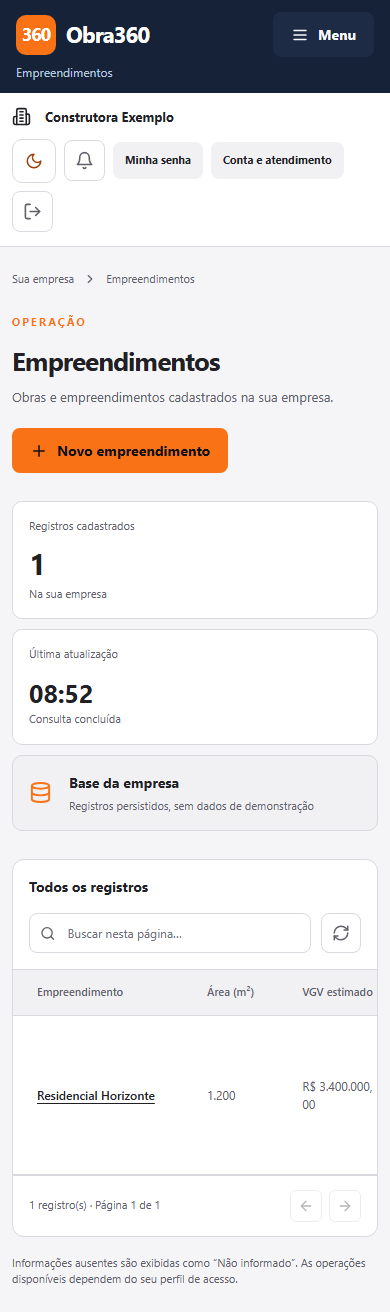 360 Obra360
Menu
Empreendimentos
Construtora Exemplo
Minha senha
Conta e atendimento
Sua empresa > Empreendimentos
OPERAÇÃO
Empreendimentos
Obras e empreendimentos cadastrados na sua empresa.
+ Novo empreendimento
Registros cadastrados
1
Na sua empresa
Última atualização
08:52
Consulta concluída
Base da empresa
Registros persistidos, sem dados de demonstração
Todos os registros
Buscar nesta página...
Empreendimento Área (m²) VGV estimado
Residencial Horizonte 1.200 R$ 3.400.000,
00
1 registro(s) · Página 1 de 1
Informações ausentes são exibidas como “Não informado”. As operações
disponíveis dependem do seu perfil de acesso.